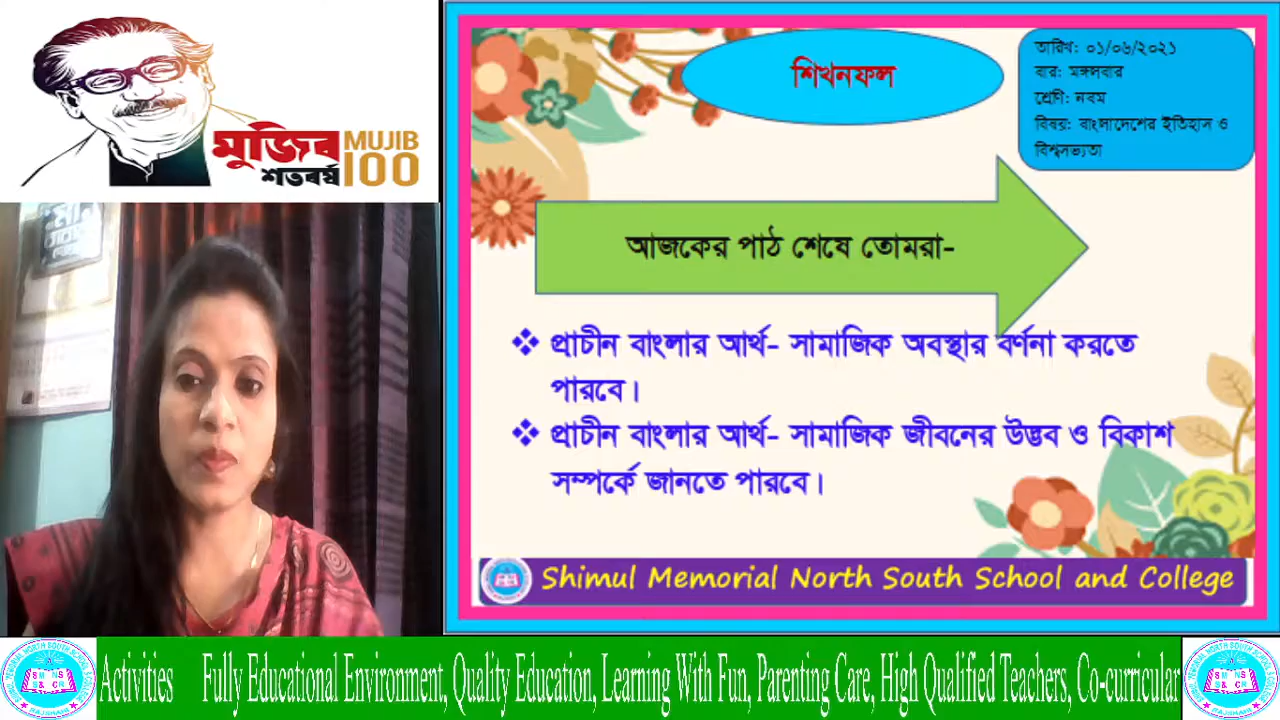 মুজিব
শতবর্ষ
MUJIB
100
শিখনফল
তারিখ: ০১/০৬/২০২১
বার: মঙ্গলবার
শ্রেণি: নবম
বিষয়: বাংলাদেশের ইতিহাস ও
বিশ্বসভ্যতা
আজকের পাঠ শেষে তোমরা-
❖ প্রাচীন বাংলার আর্থ- সামাজিক অবস্থার বর্ণনা করতে
পারবে।
❖ প্রাচীন বাংলার আর্থ- সামাজিক জীবনের উদ্ভব ও বিকাশ
সম্পর্কে জানতে পারবে।
Shimul Memorial North South School and College
Activities Fully Educational Environment, Quality Education, Learning With Fun, Parenting Care, High Qualified Teachers, Co-curricular